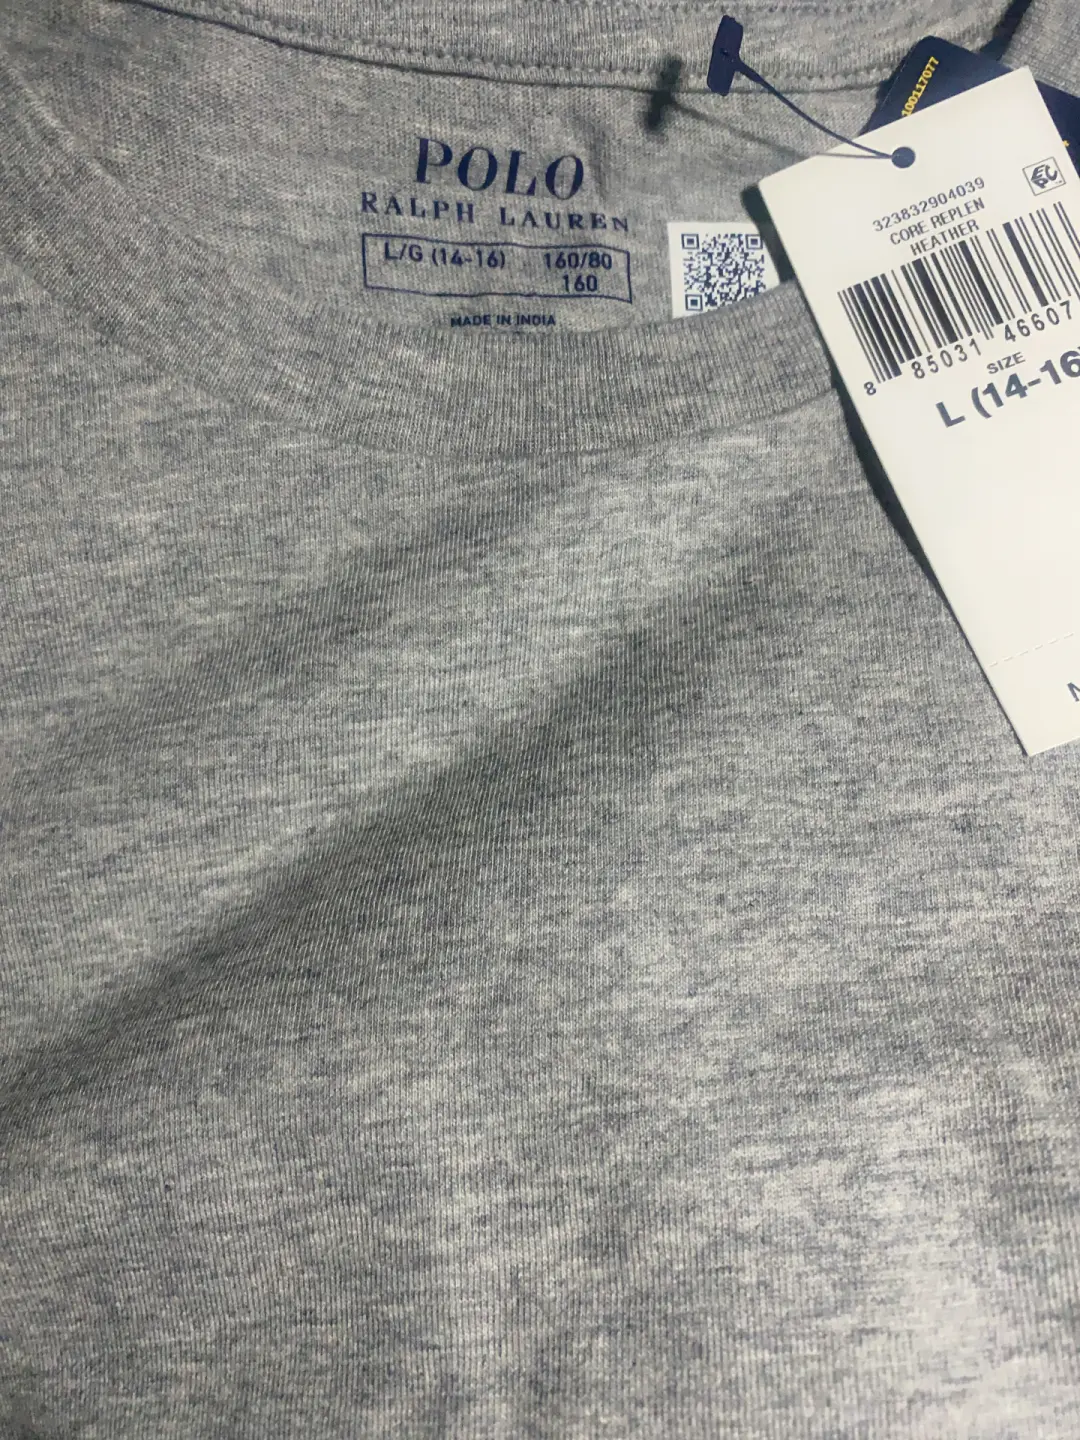 POLO
RALPH LAUREN
L/G (14-16) 160/80
160
MADE IN INDIA
100117077
323832904039
CORE REPLEN
HEATHER
8 85031 46607
SIZE
L (14-16